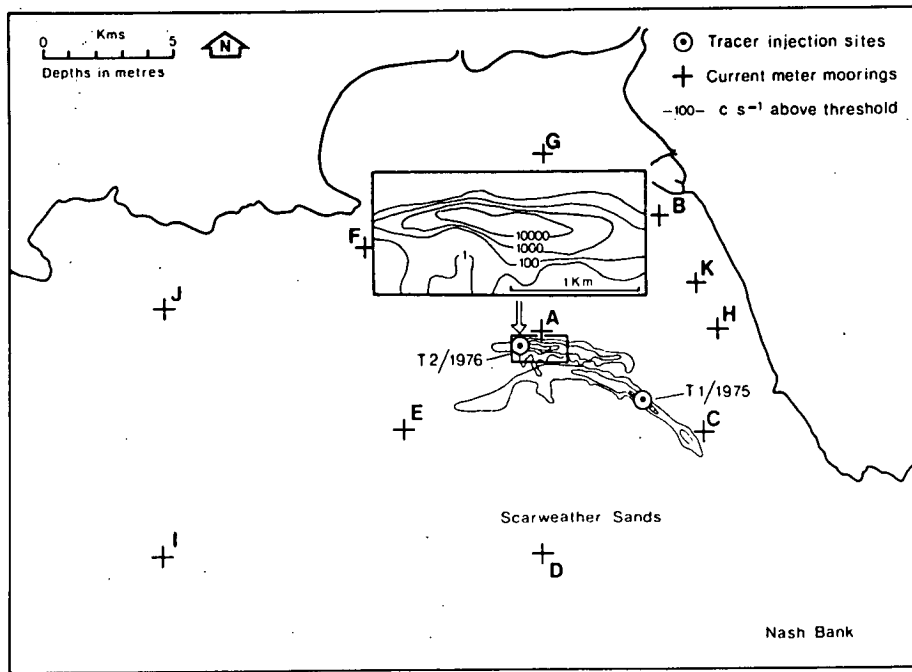 Kms
0 5
N
Depths in metres
Tracer injection sites
Current meter moorings
-100- c s⁻¹ above threshold
G
B
F
10000
1000
100
1
1 Km
K
J
H
A
T2/1976
T1/1975
E
C
Scarweather Sands
I
D
Nash Bank